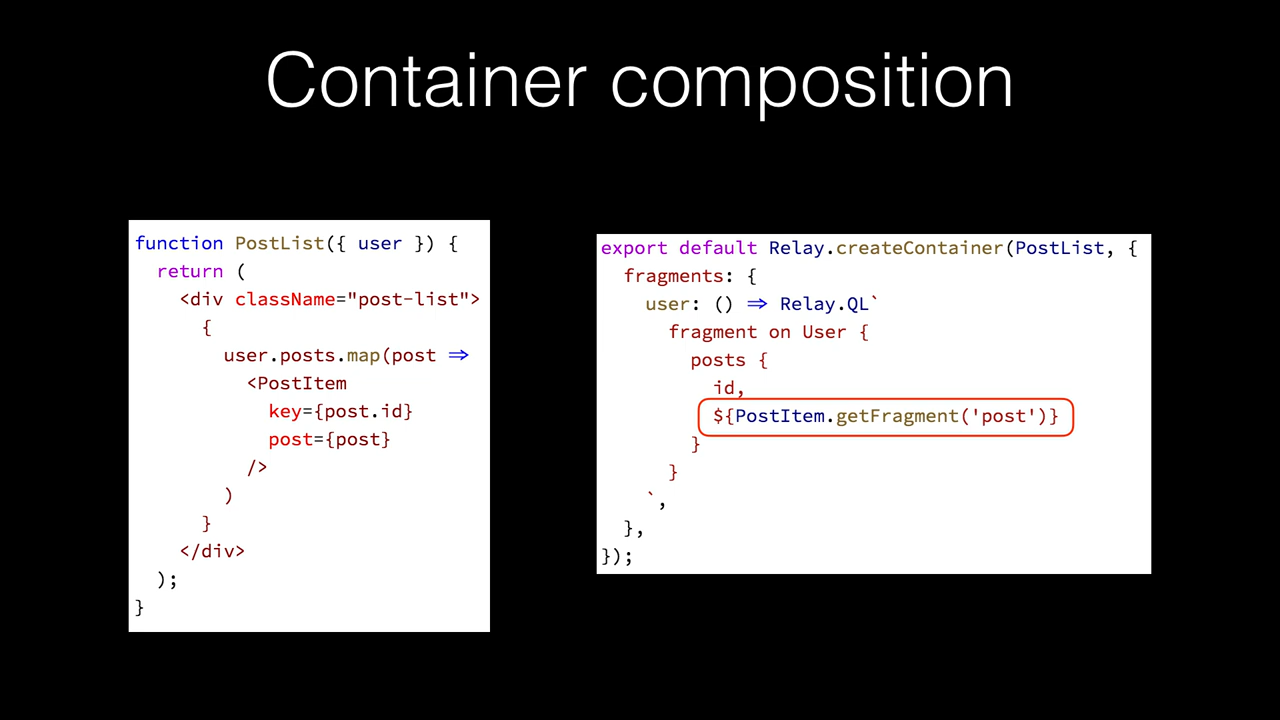 Container composition
function PostList({ user }) {
  return (
    <div className="post-list">
      {
        user.posts.map(post ⇒
          <PostItem
            key={post.id}
            post={post}
          />
        )
      }
    </div>
  );
}
export default Relay.createContainer(PostList, {
  fragments: {
    user: () ⇒ Relay.QL`
      fragment on User {
        posts {
          id,
          ${PostItem.getFragment('post')}
        }
      }
    `,
  },
});